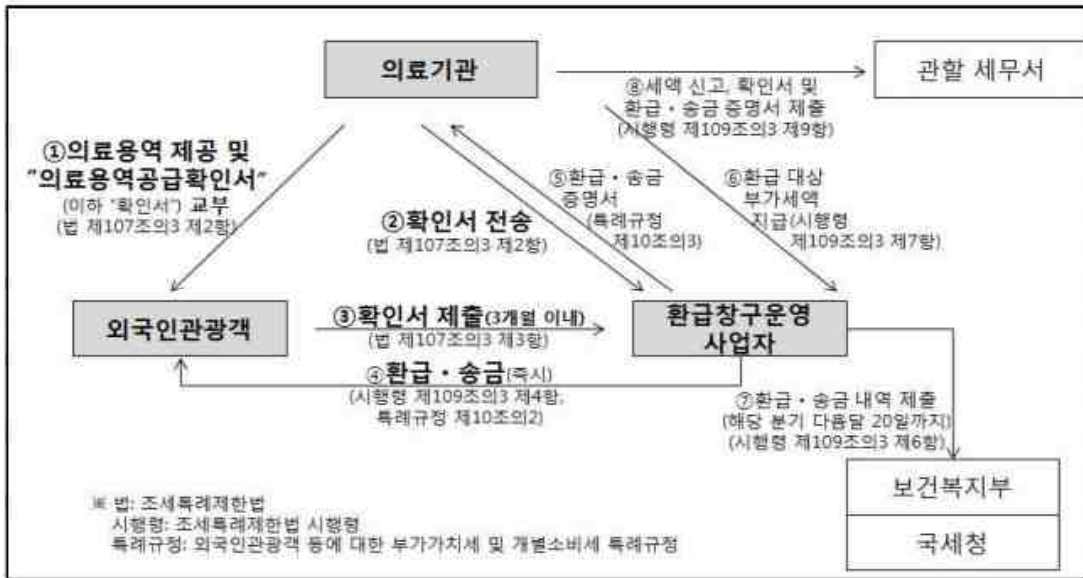 의료기관
관할 세무서
⑧세액 신고, 확인서 및
환급·송금 증명서 제출
(시행령 제109조의3 제9항)
①의료용역 제공 및
"의료용역공급확인서"
(이하 "확인서") 교부
(법 제107조의3 제2항)
②확인서 전송
(법 제107조의3 제2항)
⑤환급·송금
증명서
(특례규정
제10조의3)
⑥환급 대상
부가세액
지급(시행령
제109조의3 제7항)
외국인관광객
③확인서 제출(3개월 이내)
(법 제107조의3 제3항)
환급창구운영
사업자
④환급·송금(즉시)
(시행령 제109조의3 제4항,
특례규정 제10조의2)
⑦환급·송금 내역 제출
(해당 분기 다음달 20일까지)
(시행령 제109조의3 제6항)
보건복지부
국세청
※ 법: 조세특례제한법
시행령: 조세특례제한법 시행령
특례규정: 외국인관광객 등에 대한 부가가치세 및 개별소비세 특례규정